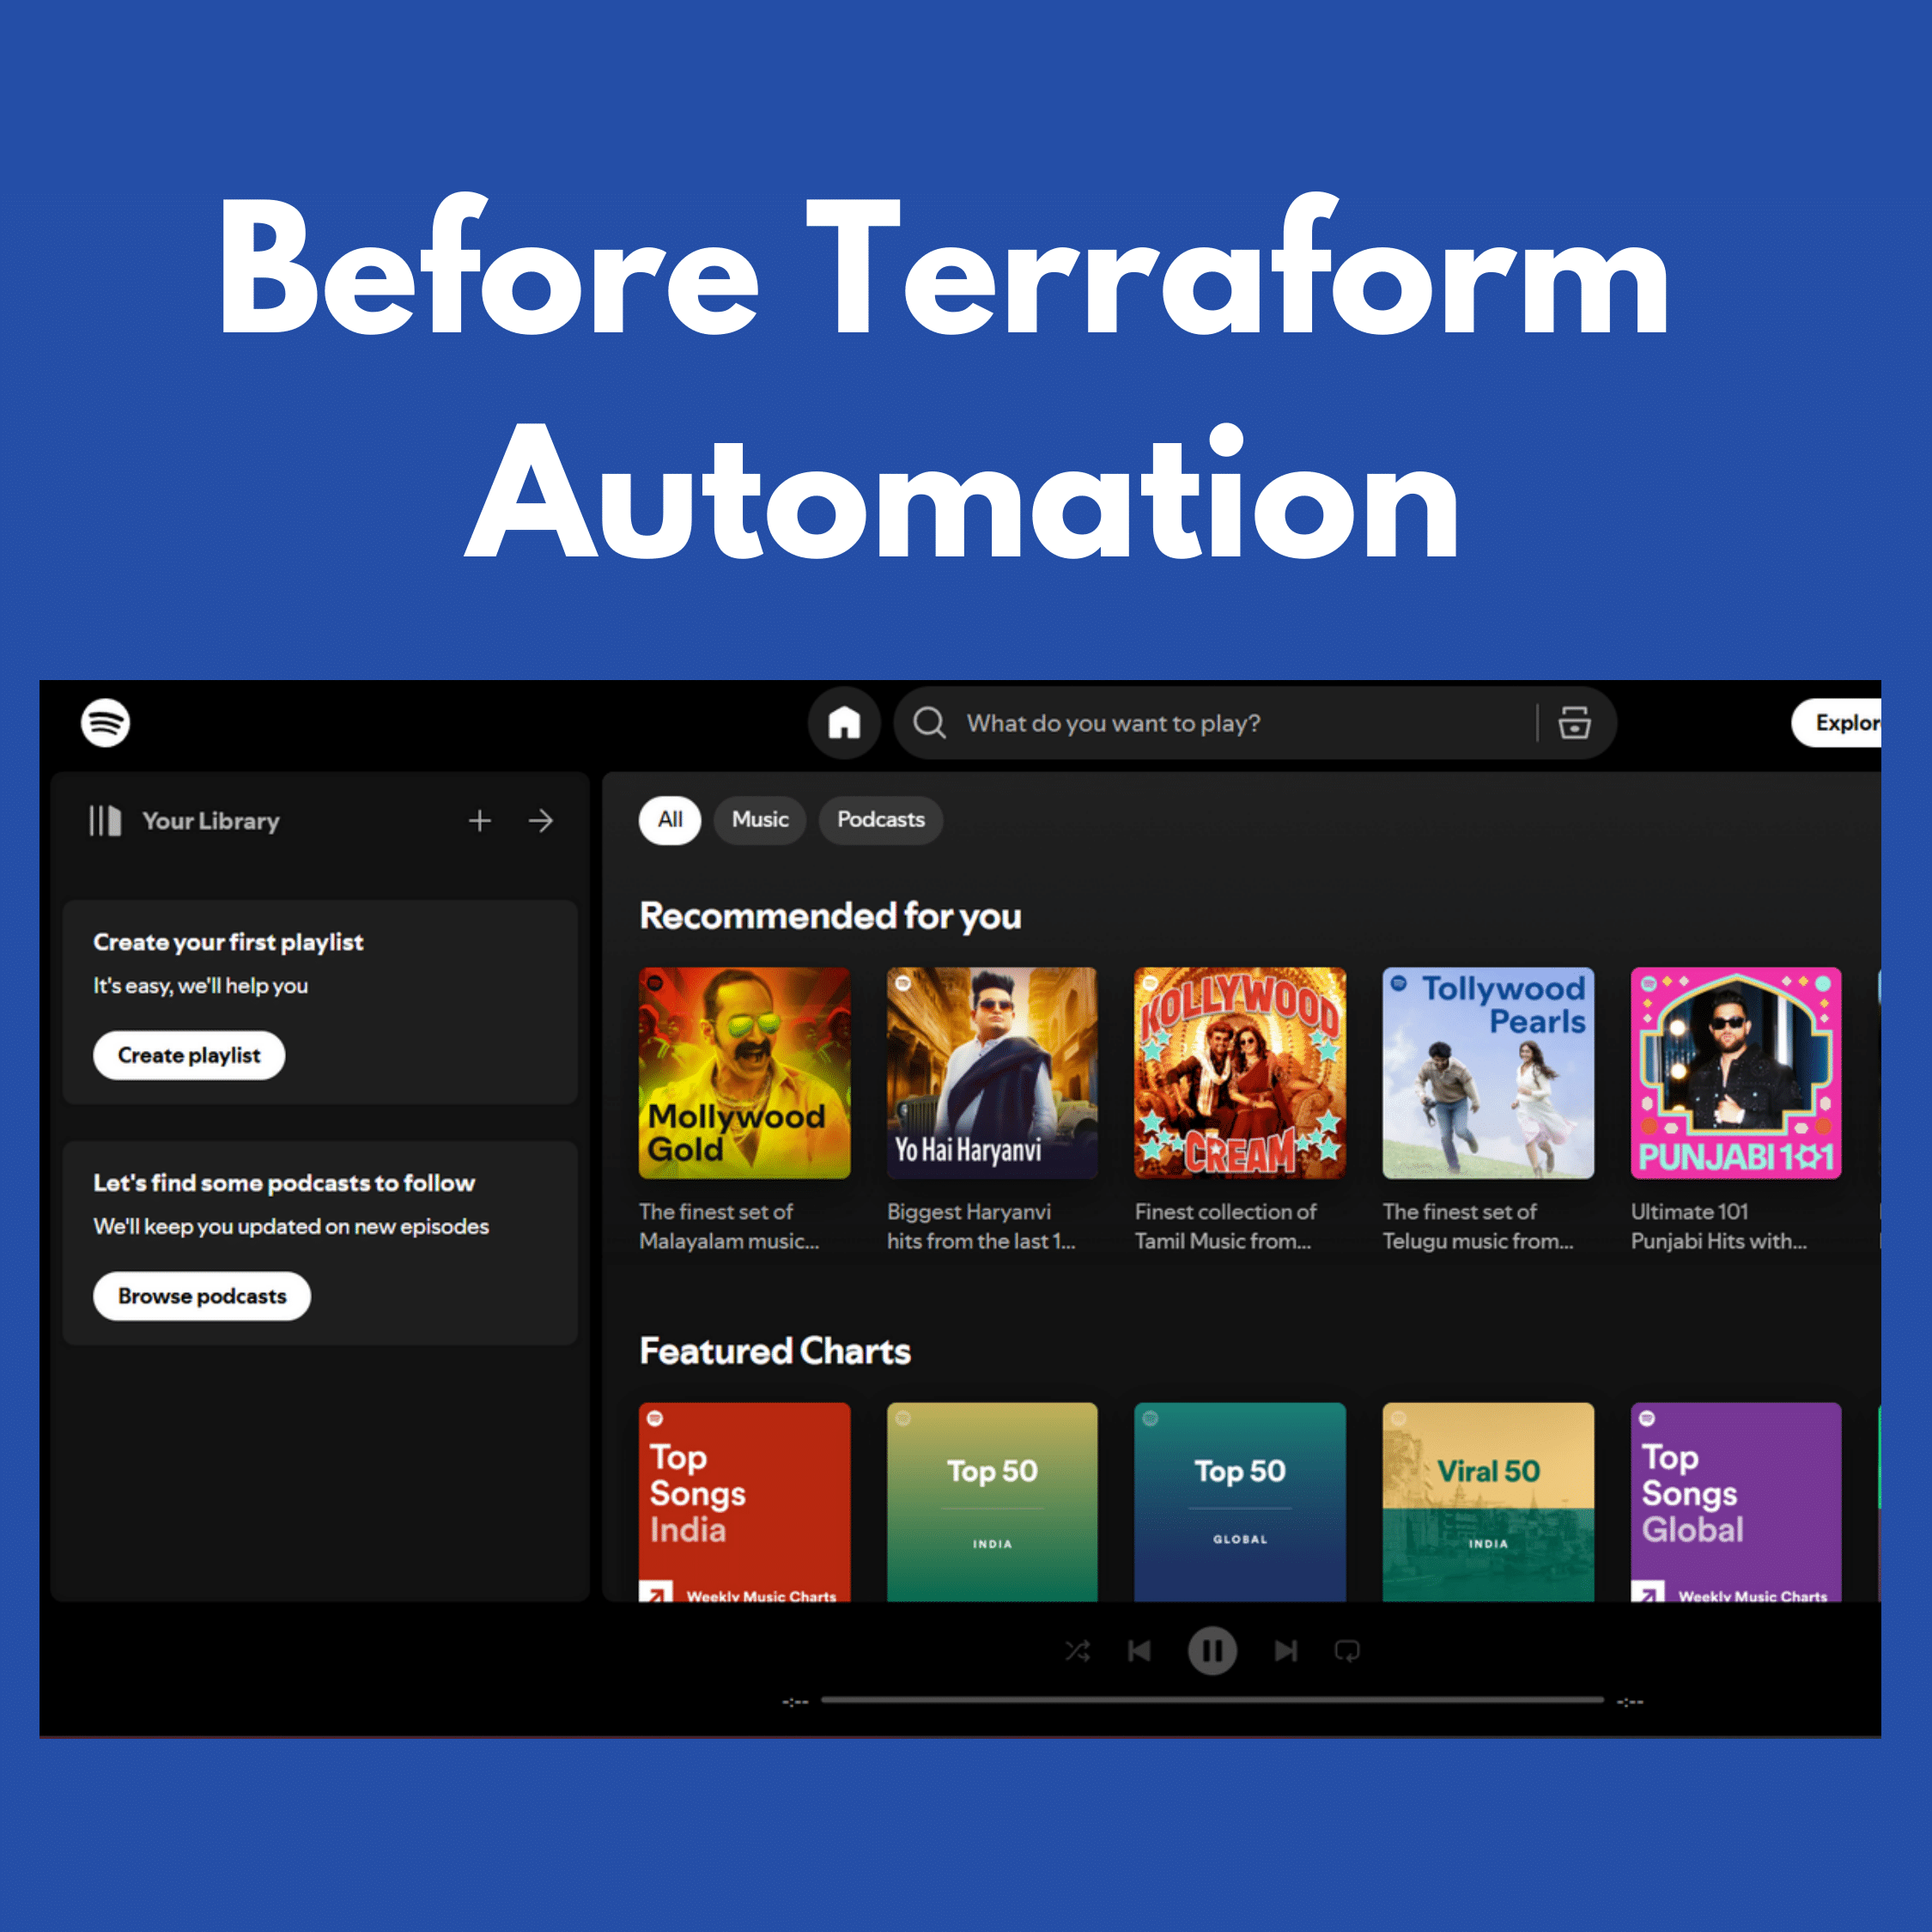 Before Terraform
Automation
What do you want to play?
Explor
Your Library
Create your first playlist
It's easy, we'll help you
Create playlist
Let's find some podcasts to follow
We'll keep you updated on new episodes
Browse podcasts
All Music Podcasts
Recommended for you
Mollywood
Gold
Yo Hai Haryanvi
KOLLYWOOD
CREAM
Tollywood
Pearls
PUNJABI 101
The finest set of
Malayalam music...
Biggest Haryanvi
hits from the last 1...
Finest collection of
Tamil Music from...
The finest set of
Telugu music from...
Ultimate 101
Punjabi Hits with...
Featured Charts
Top
Songs
India
Weekly Music Charts
Top 50
INDIA
Top 50
GLOBAL
Viral 50
INDIA
Top
Songs
Global
Weekly Music Charts
-:-- -:--